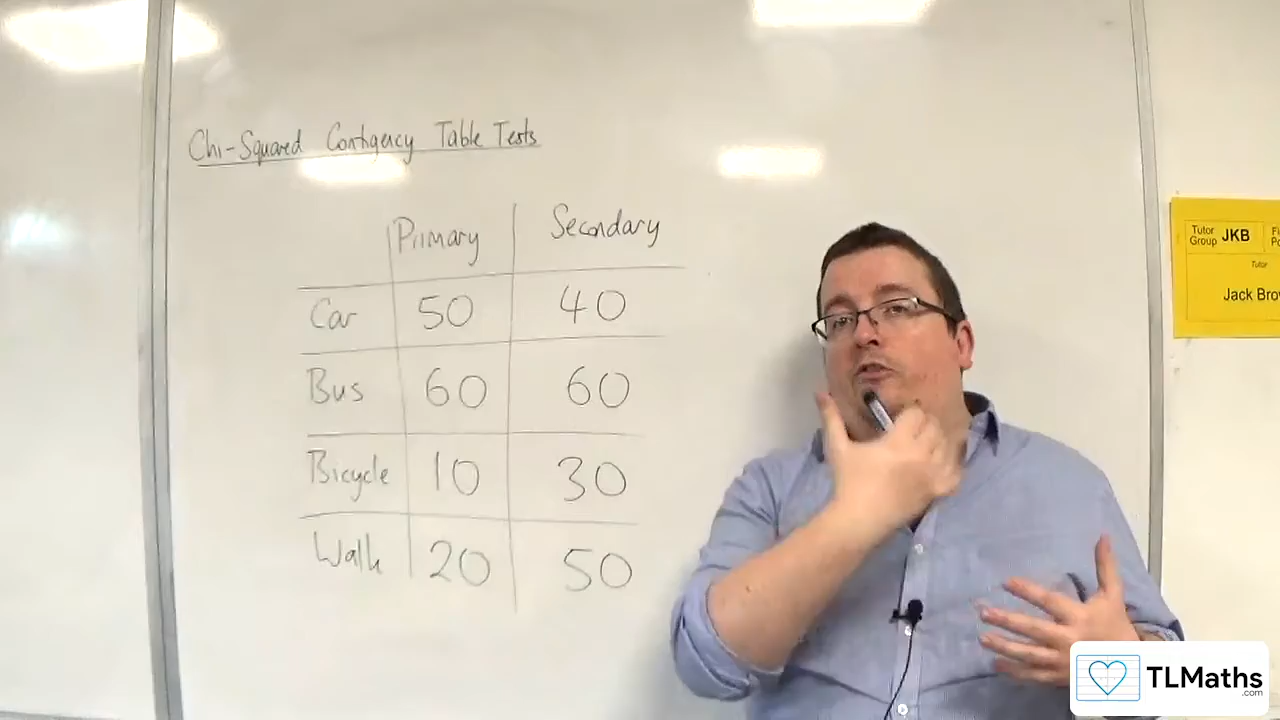 Chi-Squared Contigency Table Tests
Primary Secondary
Car 50 40
Bus 60 60
Bicycle 10 30
Walk 20 50
Tutor Group JKB
Tutor
Jack
TLMaths
.com